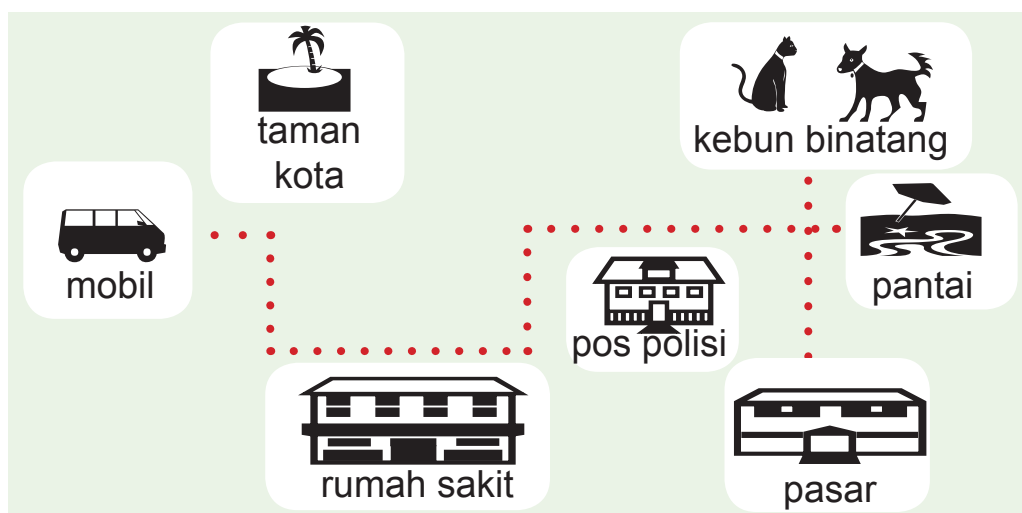 taman
kota
kebun binatang
mobil
pantai
pos polisi
rumah sakit
pasar